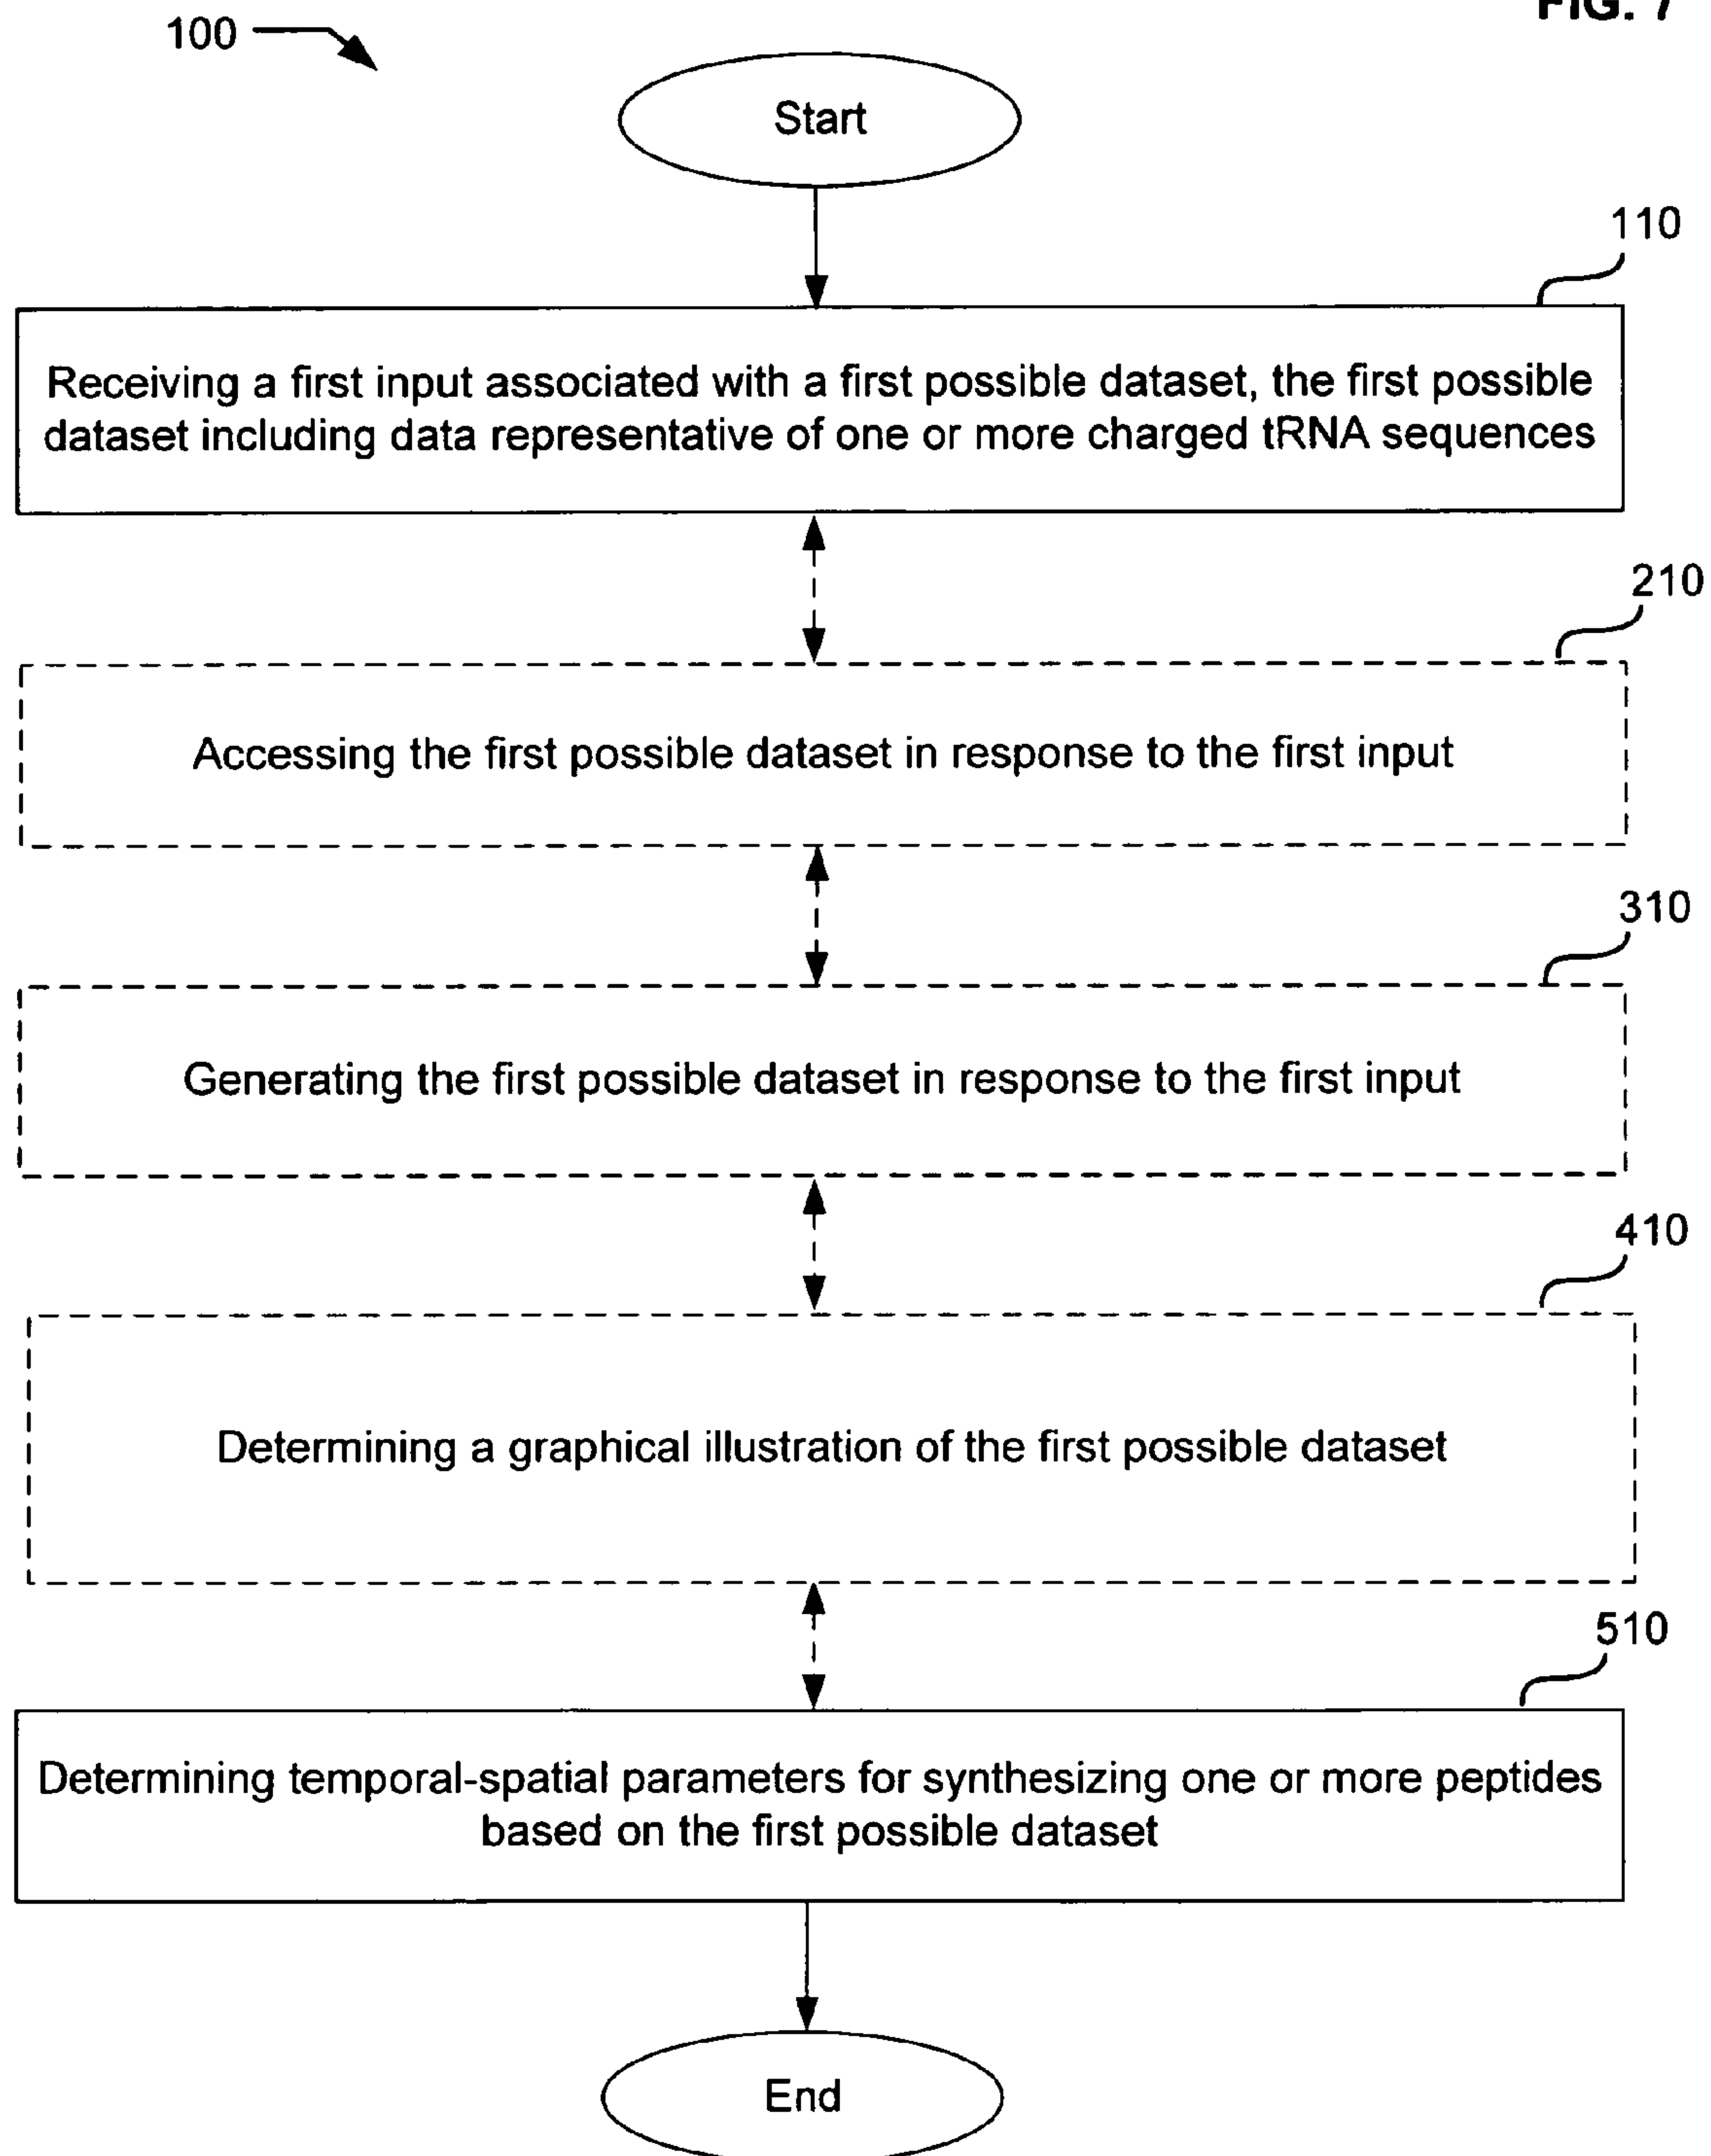 FIG. 7
100
Start
110
Receiving a first input associated with a first possible dataset, the first possible
dataset including data representative of one or more charged tRNA sequences
210
Accessing the first possible dataset in response to the first input
310
Generating the first possible dataset in response to the first input
410
Determining a graphical illustration of the first possible dataset
510
Determining temporal-spatial parameters for synthesizing one or more peptides
based on the first possible dataset
End